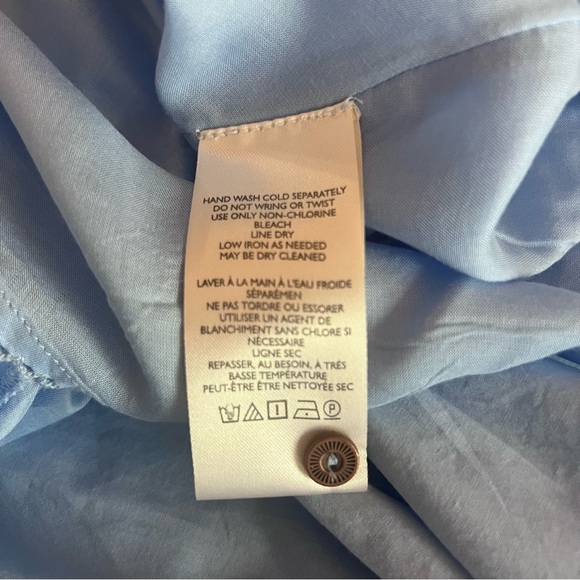 HAND WASH COLD SEPARATELY
DO NOT WRING OR TWIST
USE ONLY NON-CHLORINE
BLEACH
LINE DRY
LOW IRON AS NEEDED
MAY BE DRY CLEANED
LAVER À LA MAIN À L'EAU FROIDE
SÉPARÉMEN
NE PAS TORDRE OU ESSORER
UTILISER UN AGENT DE
BLANCHIMENT SANS CHLORE SI
NÉCESSAIRE
LIGNE SEC
REPASSER, AU BESOIN, À TRÉS
BASSE TEMPÉRATURE
PEUT-ÊTRE ÊTRE NETTOYÉE SEC
P